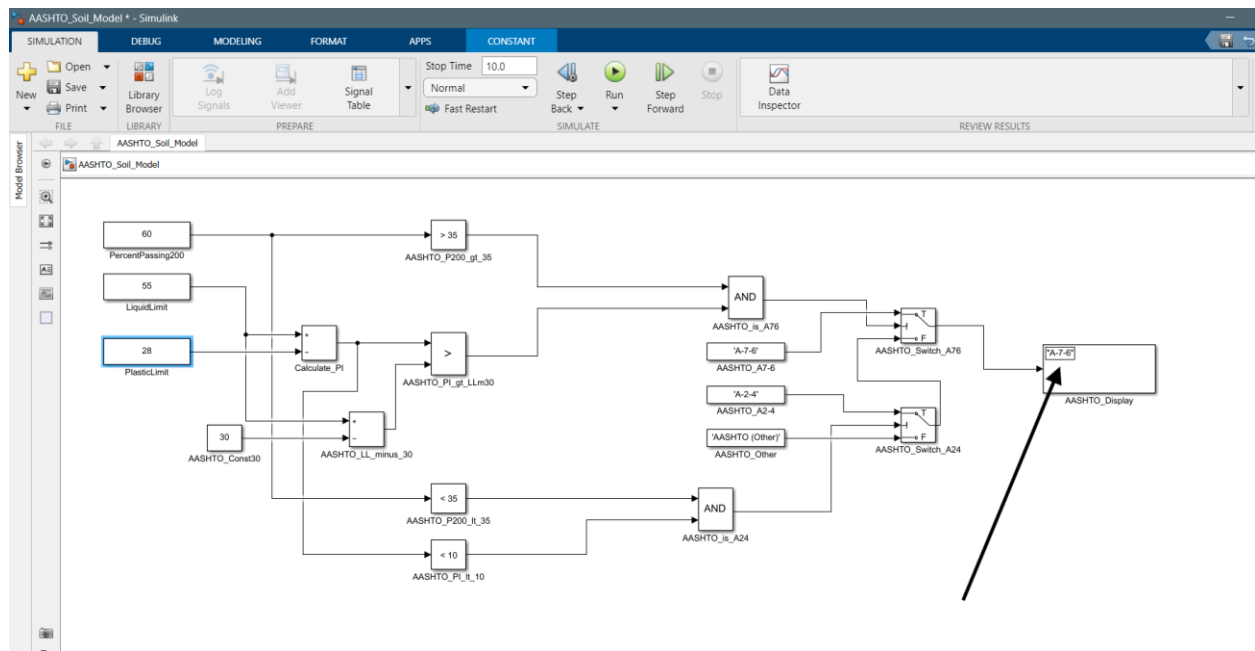 AASHTO_Soil_Model * - Simulink
SIMULATION DEBUG MODELING FORMAT APPS CONSTANT
New
Open
Save
Print
FILE
Library Browser
LIBRARY
Log Signals
Add Viewer
Signal Table
PREPARE
Stop Time 10.0
Normal
Fast Restart
Step Back
Run
Step Forward
Stop
SIMULATE
Data Inspector
REVIEW RESULTS
Model Browser
AASHTO_Soil_Model
AASHTO_Soil_Model
60
PercentPassing200
55
LiquidLimit
28
PlasticLimit
30
AASHTO_Const30
+
−
Calculate_PI
+
−
AASHTO_LL_minus_30
> 35
AASHTO_P200_gt_35
>
AASHTO_PI_gt_LLm30
< 35
AASHTO_P200_lt_35
< 10
AASHTO_PI_lt_10
AND
AASHTO_is_A76
'A-7-6'
AASHTO_A7-6
'A-2-4'
AASHTO_A2-4
'AASHTO (Other)'
AASHTO_Other
AND
AASHTO_is_A24
T
F
AASHTO_Switch_A76
T
F
AASHTO_Switch_A24
"A-7-6"
AASHTO_Display